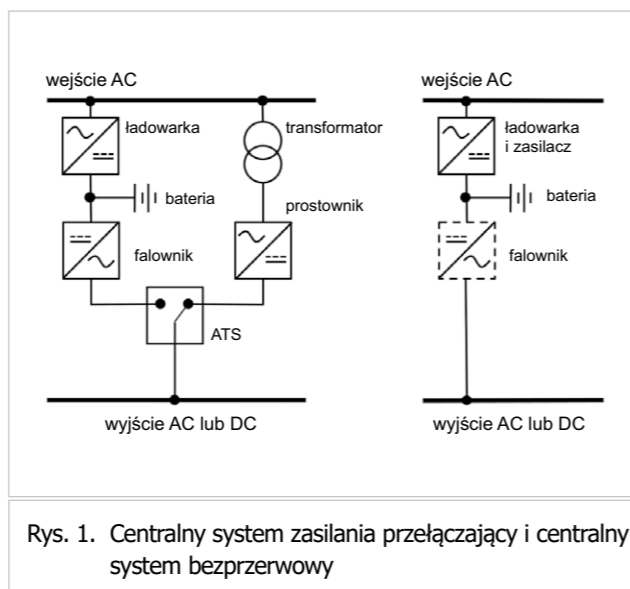 wejście AC
ładowarka
transformator
bateria
prostownik
falownik
ATS
wyjście AC lub DC
wejście AC
ładowarka
i zasilacz
bateria
falownik
wyjście AC lub DC
Rys. 1. Centralny system zasilania przełączający i centralny
system bezprzerwowy